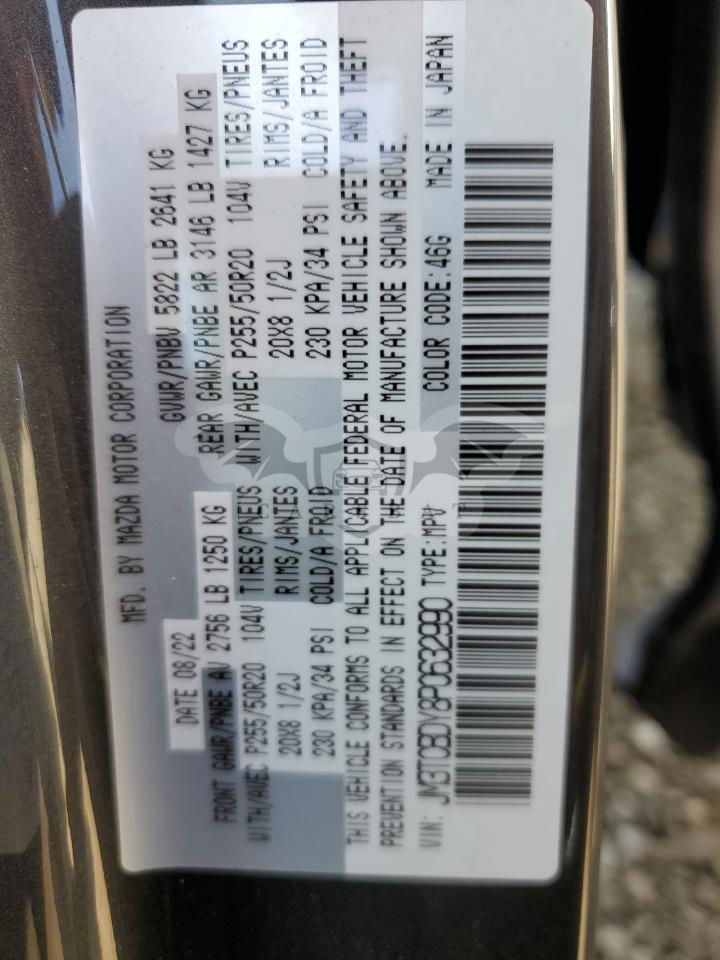 MFD. BY MAZDA MOTOR CORPORATION
DATE 08/22 GVWR/PNBV 5822 LB 2641 KG
FRONT GAWR/PNBE AV 2756 LB 1250 KG REAR GAWR/PNBE AR 3146 LB 1427 KG
WITH/AVEC P255/50R20 104V TIRES/PNEUS WITH/AVEC P255/50R20 104V TIRES/PNEUS
20X8 1/2J RIMS/JANTES 20X8 1/2J RIMS/JANTES
230 KPA/34 PSI COLD/A FROID 230 KPA/34 PSI COLD/A FROID
THIS VEHICLE CONFORMS TO ALL APPLICABLE FEDERAL MOTOR VEHICLE SAFETY AND THEFT
PREVENTION STANDARDS IN EFFECT ON THE DATE OF MANUFACTURE SHOWN ABOVE.
VIN: JM3TCBDY8P0632990 TYPE:MPV COLOR CODE:46G MADE IN JAPAN